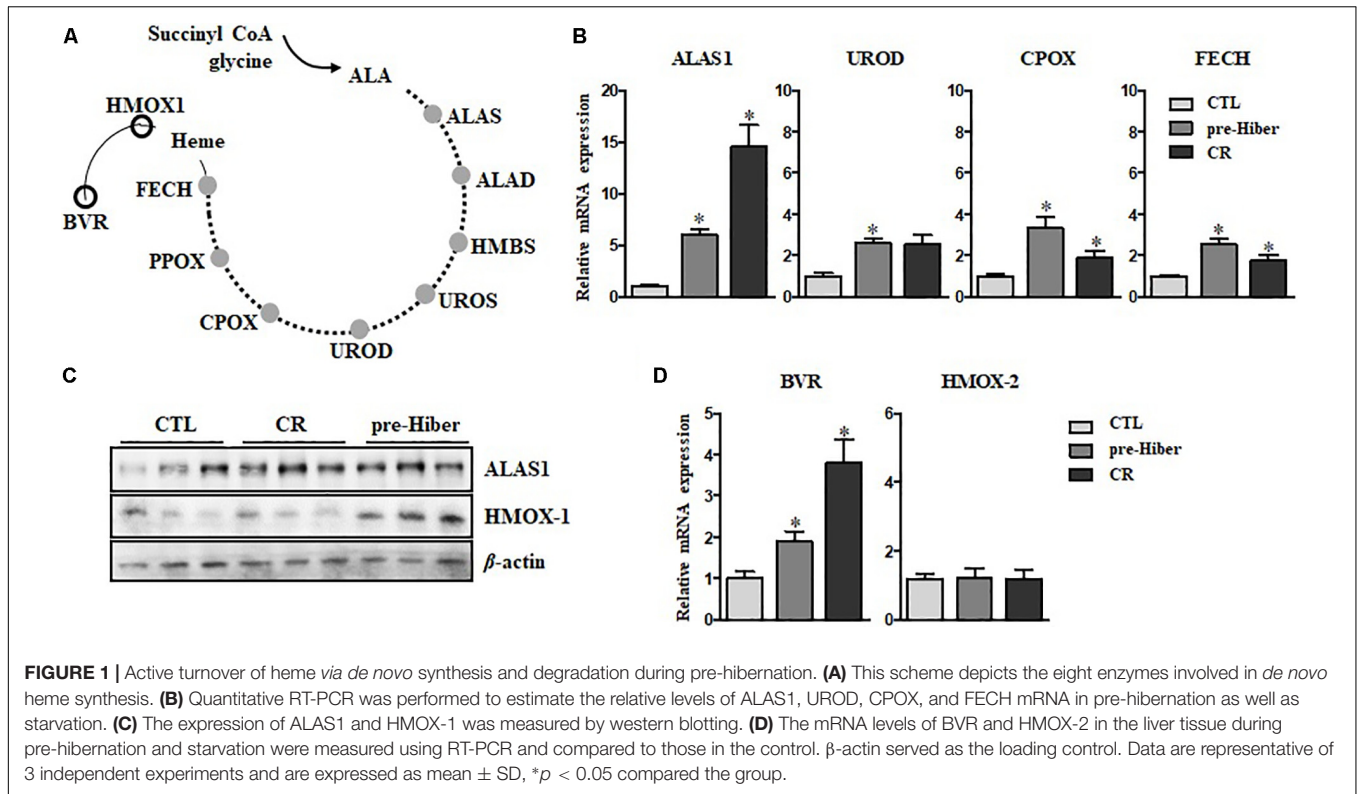 A
Succinyl CoA
glycine
ALA
ALAS
ALAD
HMBS
UROS
UROD
CPOX
PPOX
FECH
Heme
HMOX1
BVR
B
ALAS1
UROD
CPOX
FECH
Relative mRNA expression
20
15
10
5
0
*
*
10
8
6
4
2
0
*
10
8
6
4
2
0
*
*
10
8
6
4
2
0
*
*
CTL
pre-Hiber
CR
C
CTL CR pre-Hiber
ALAS1
HMOX-1
β-actin
D
BVR
HMOX-2
Relative mRNA expression
5
4
3
2
1
0
*
*
6
4
2
0
CTL
pre-Hiber
CR
FIGURE 1 | Active turnover of heme via de novo synthesis and degradation during pre-hibernation. (A) This scheme depicts the eight enzymes involved in de novo
heme synthesis. (B) Quantitative RT-PCR was performed to estimate the relative levels of ALAS1, UROD, CPOX, and FECH mRNA in pre-hibernation as well as
starvation. (C) The expression of ALAS1 and HMOX-1 was measured by western blotting. (D) The mRNA levels of BVR and HMOX-2 in the liver tissue during
pre-hibernation and starvation were measured using RT-PCR and compared to those in the control. β-actin served as the loading control. Data are representative of
3 independent experiments and are expressed as mean ± SD, *p < 0.05 compared the group.